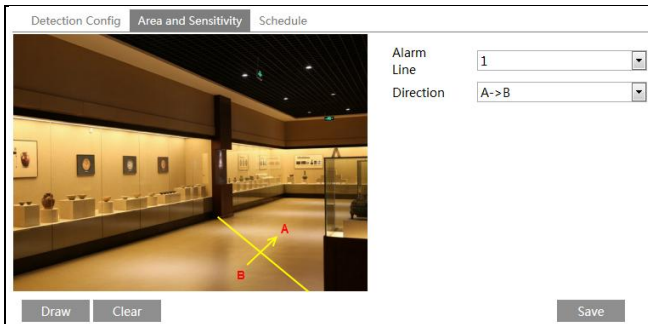 Detection Config Area and Sensitivity Schedule
Alarm
Line
1
Direction
A->B
A
B
Draw Clear Save